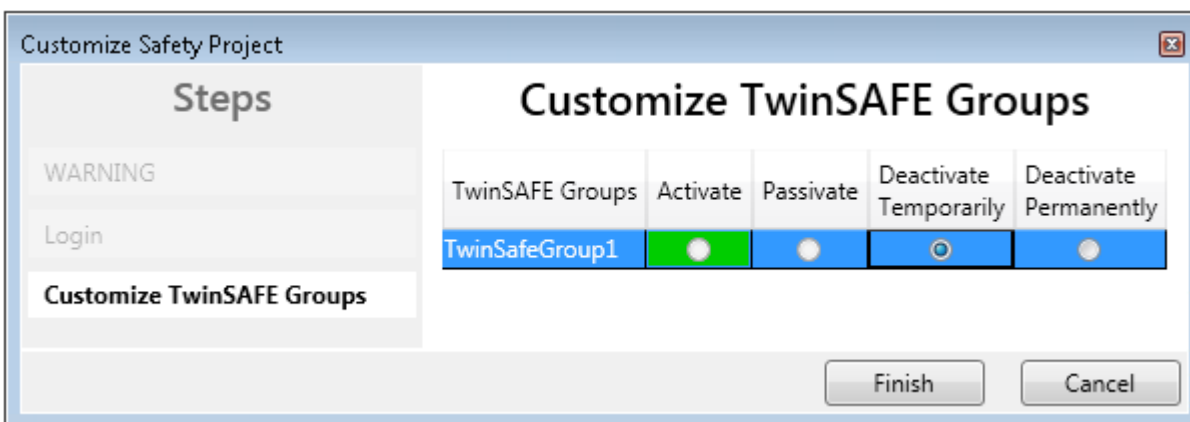 Customize Safety Project
Steps
WARNING
Login
Customize TwinSAFE Groups
Customize TwinSAFE Groups
TwinSAFE Groups Activate Passivate Deactivate Temporarily Deactivate Permanently
TwinSafeGroup1
Finish Cancel